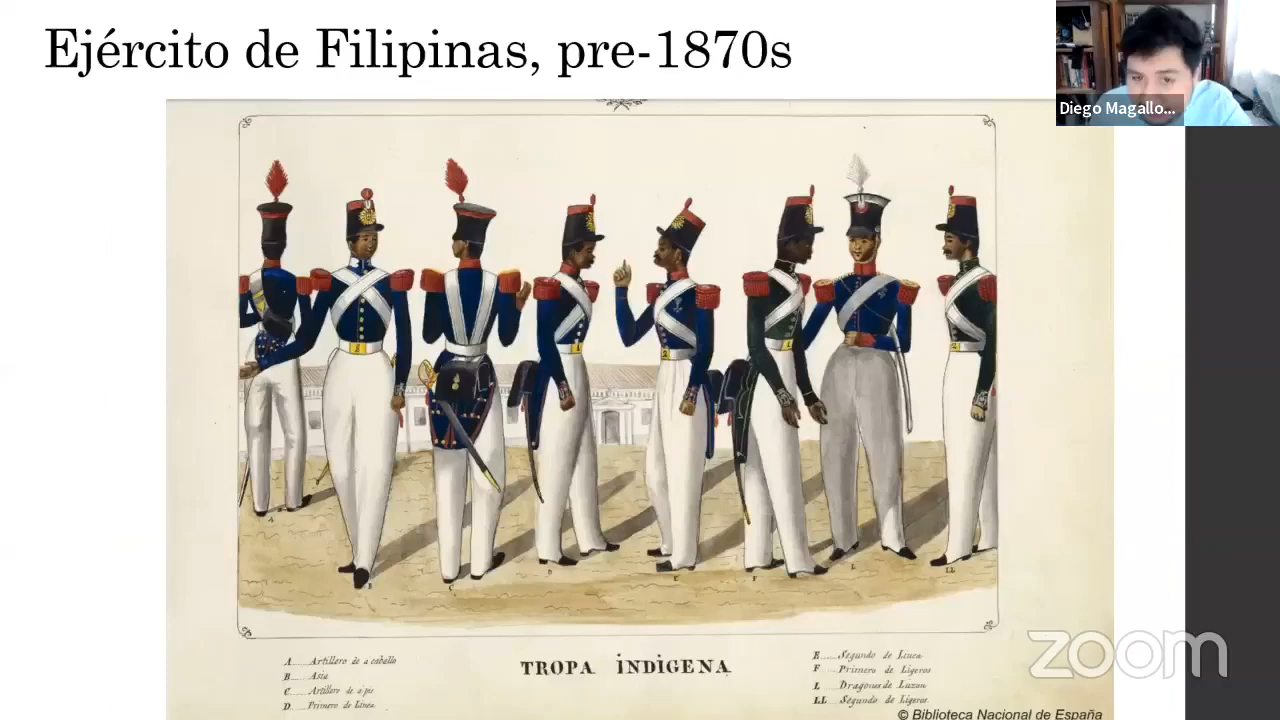 Ejército de Filipinas, pre-1870s
Diego Magallo...
A
B
C
D
E
F
L
LL
TROPA INDIGENA
A...... Artillero de a caballo
B...... Asia
C...... Artillero de a pie
D...... Primero de Linea
E...... Segundo de Linea
F...... Primero de Ligeros
L...... Dragones de Luzon
LL...... Segundo de Ligeros
zoom
© Biblioteca Nacional de España